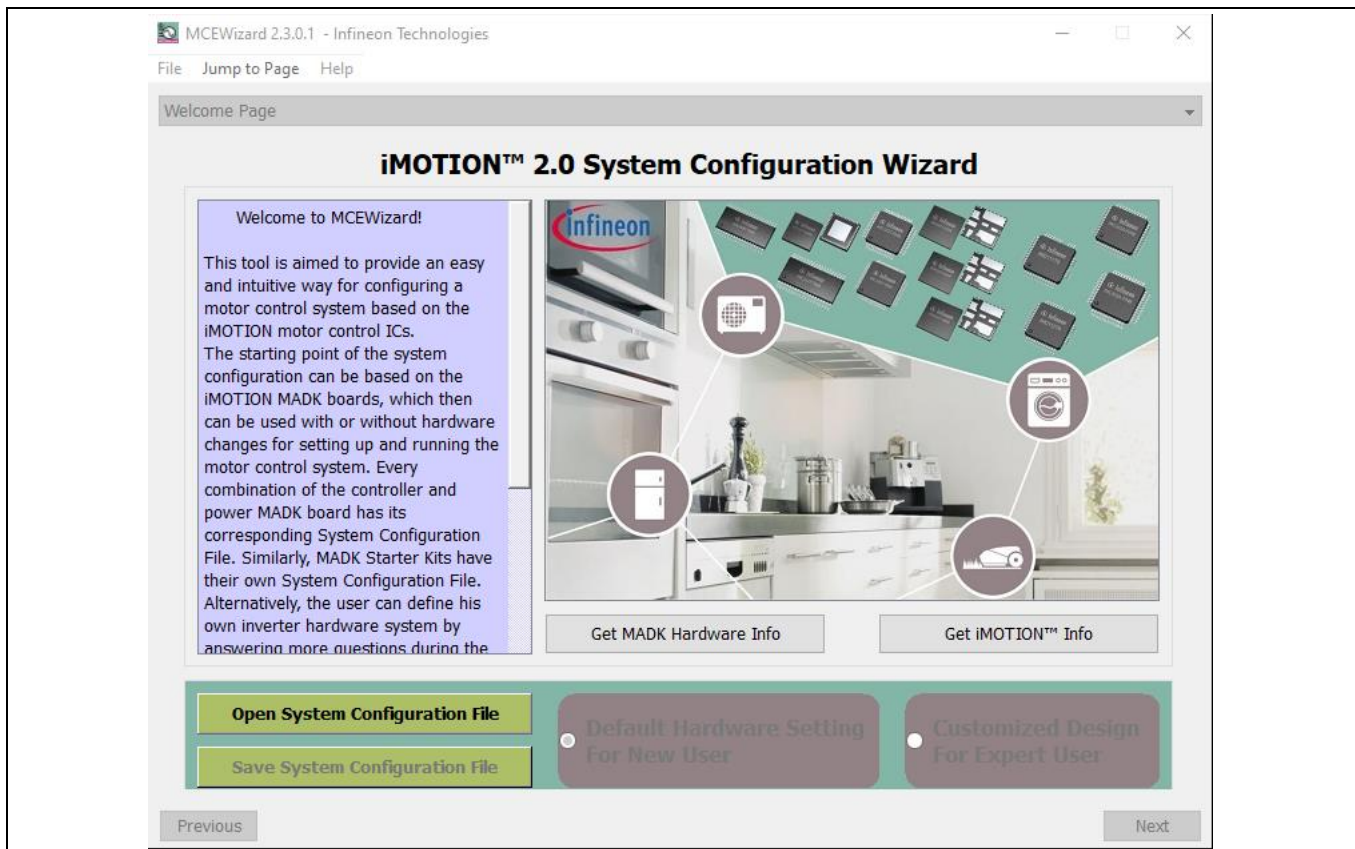 MCEWizard 2.3.0.1 - Infineon Technologies
File Jump to Page Help
Welcome Page
iMOTION™ 2.0 System Configuration Wizard
Welcome to MCEWizard!
This tool is aimed to provide an easy
and intuitive way for configuring a
motor control system based on the
iMOTION motor control ICs.
The starting point of the system
configuration can be based on the
iMOTION MADK boards, which then
can be used with or without hardware
changes for setting up and running the
motor control system. Every
combination of the controller and
power MADK board has its
corresponding System Configuration
File. Similarly, MADK Starter Kits have
their own System Configuration File.
Alternatively, the user can define his
own inverter hardware system by
answering more questions during the
infineon
Get MADK Hardware Info
Get iMOTION™ Info
Open System Configuration File
Save System Configuration File
Default Hardware Setting
For New User
Customized Design
For Expert User
Previous
Next